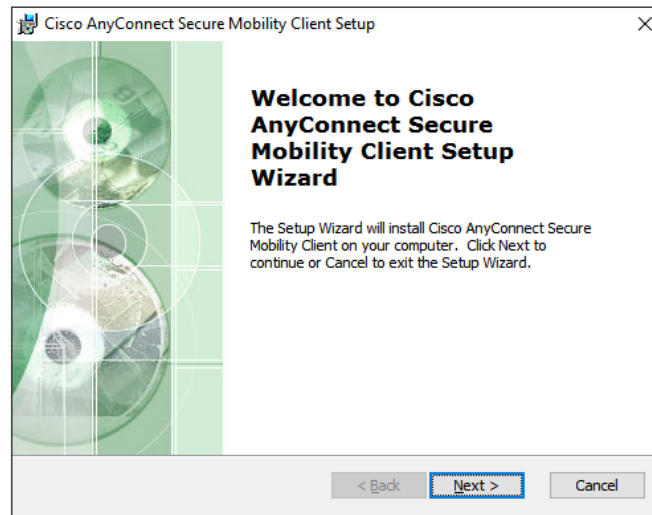 Cisco AnyConnect Secure Mobility Client Setup
Welcome to Cisco
AnyConnect Secure
Mobility Client Setup
Wizard
The Setup Wizard will install Cisco AnyConnect Secure
Mobility Client on your computer. Click Next to
continue or Cancel to exit the Setup Wizard.
< Back Next > Cancel